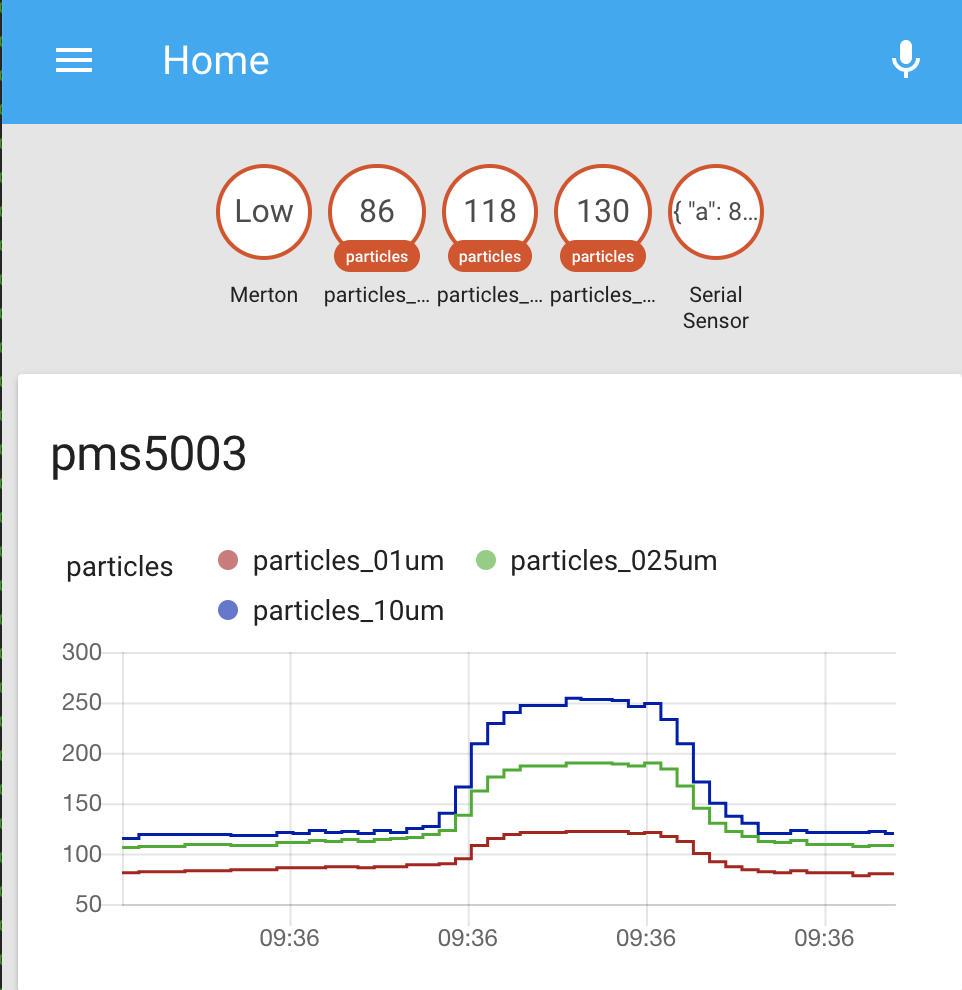 Home
Low 86 118 130 { "a": 8...
particles particles particles
Merton particles_... particles_... particles_... Serial
Sensor
pms5003
particles particles_01um particles_025um
particles_10um
300
250
200
150
100
50
09:36 09:36 09:36 09:36